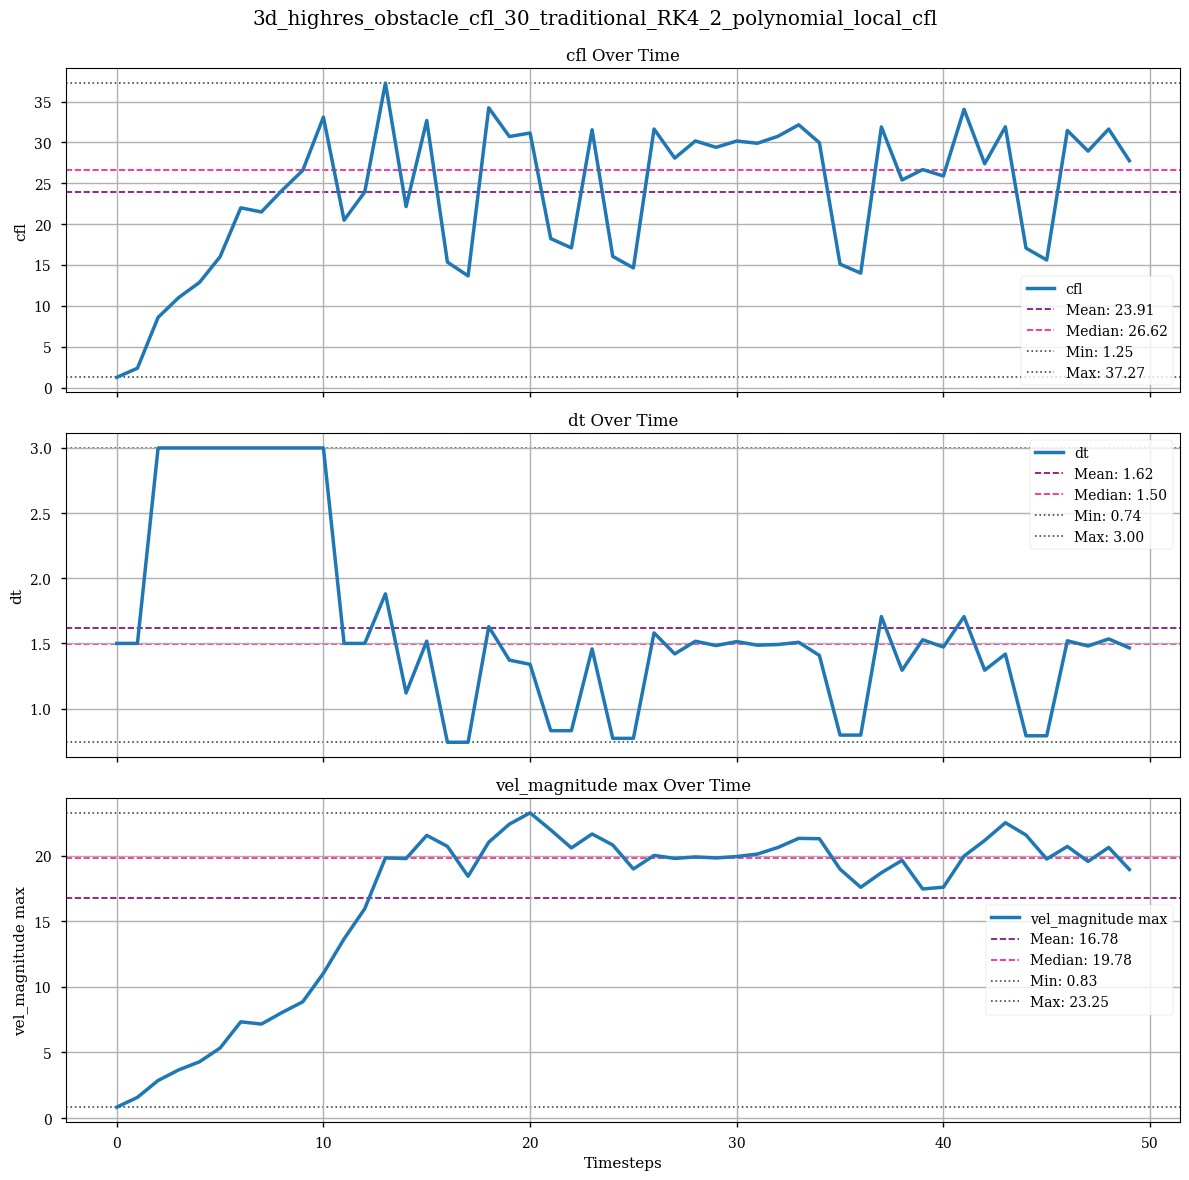 3d_highres_obstacle_cfl_30_traditional_RK4_2_polynomial_local_cfl
cfl Over Time
cfl
35
30
25
20
15
10
5
0
cfl
Mean: 23.91
Median: 26.62
Min: 1.25
Max: 37.27
dt Over Time
dt
3.0
2.5
2.0
1.5
1.0
dt
Mean: 1.62
Median: 1.50
Min: 0.74
Max: 3.00
vel_magnitude max Over Time
vel_magnitude max
20
15
10
5
0
vel_magnitude max
Mean: 16.78
Median: 19.78
Min: 0.83
Max: 23.25
0 10 20 30 40 50
Timesteps